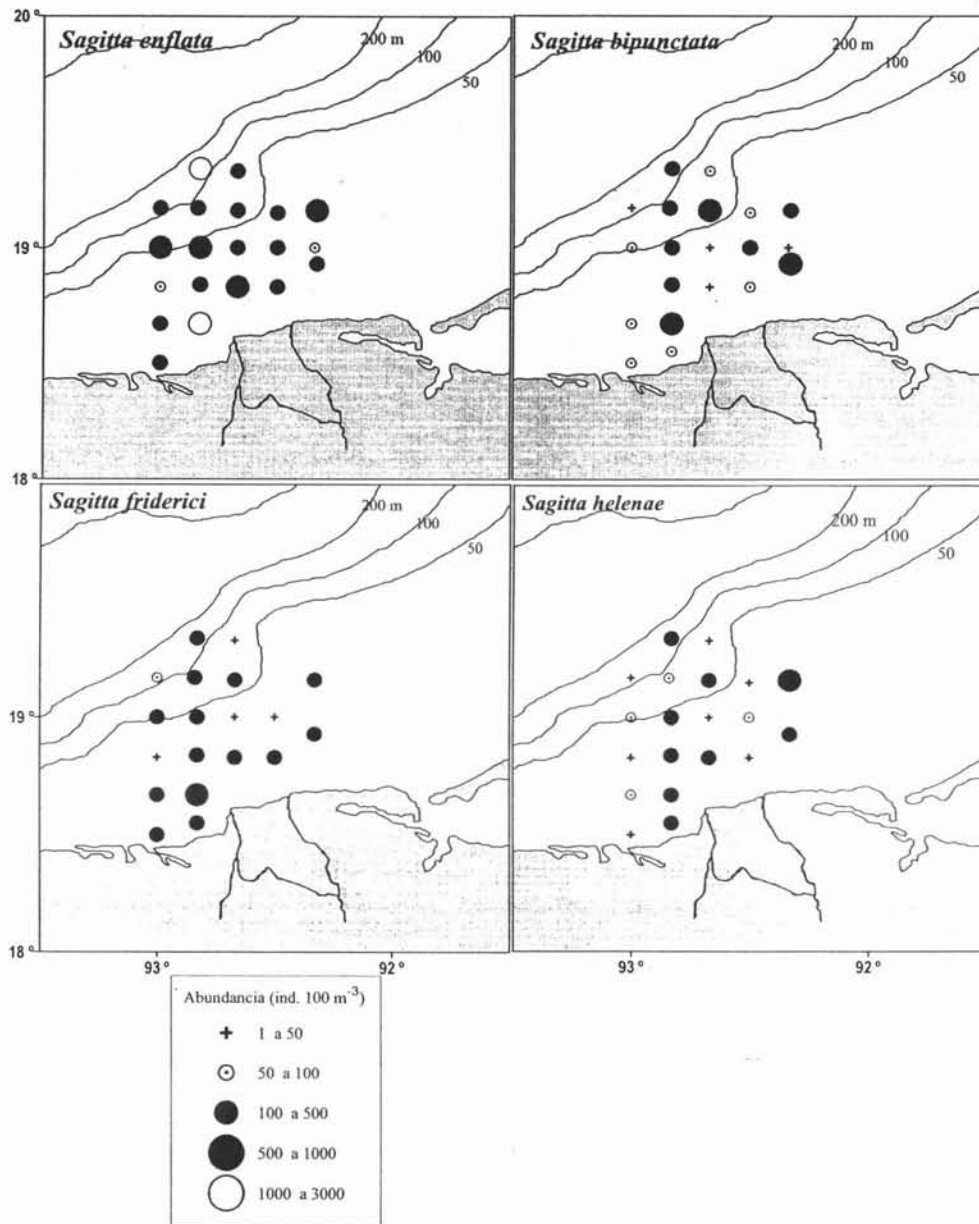 20°
Sagitta enflata
200 m
100
50
Sagitta bipunctata
200 m
100
50
19°
18°
Sagitta friderici
200 m
100
50
Sagitta helenae
200 m
100
50
19°
18°
93°
92°
93°
92°
Abundancia (ind. 100 m⁻³)
1 a 50
50 a 100
100 a 500
500 a 1000
1000 a 3000